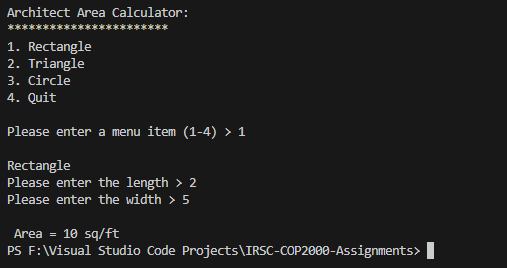 Architect Area Calculator:
***********************
1. Rectangle
2. Triangle
3. Circle
4. Quit
Please enter a menu item (1-4) > 1
Rectangle
Please enter the length > 2
Please enter the width > 5
Area = 10 sq/ft
PS F:\Visual Studio Code Projects\IRSC-COP2000-Assignments>